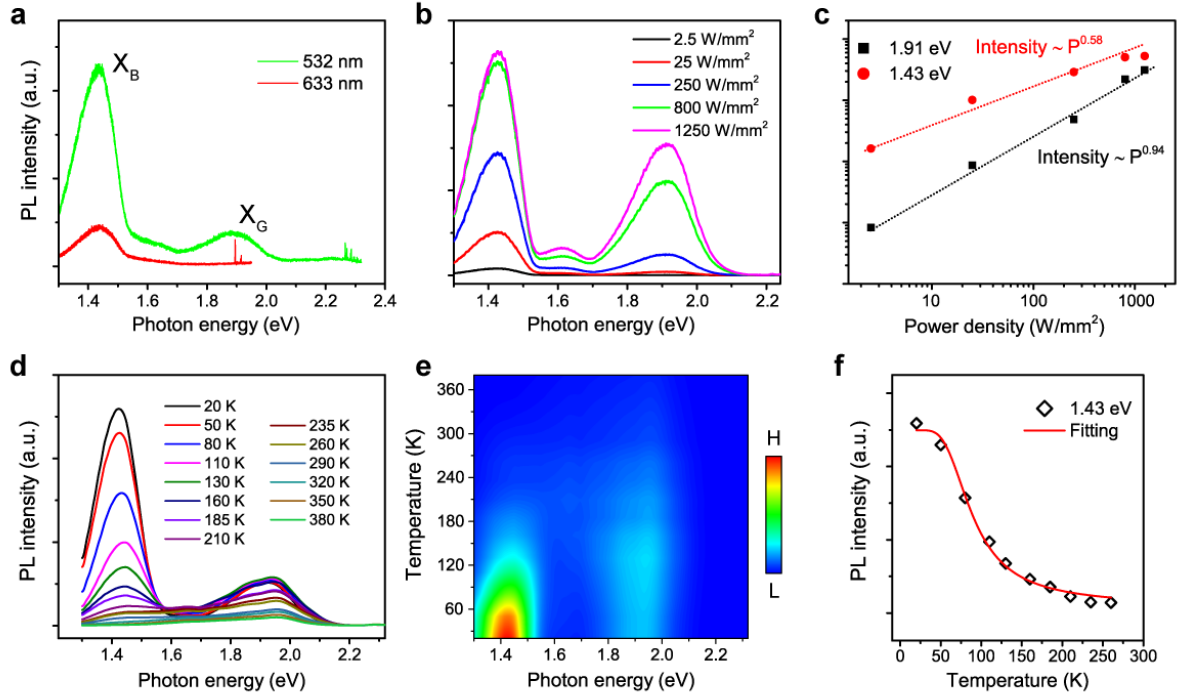 a
PL intensity (a.u.)
X_B
X_G
532 nm
633 nm
1.4 1.6 1.8 2.0 2.2 2.4
Photon energy (eV)
b
2.5 W/mm²
25 W/mm²
250 W/mm²
800 W/mm²
1250 W/mm²
1.4 1.6 1.8 2.0 2.2
Photon energy (eV)
c
1.91 eV
1.43 eV
Intensity ~ P^0.58
Intensity ~ P^0.94
10 100 1000
Power density (W/mm²)
d
PL intensity (a.u.)
20 K
50 K
80 K
110 K
130 K
160 K
185 K
210 K
235 K
260 K
290 K
320 K
350 K
380 K
1.4 1.6 1.8 2.0 2.2
Photon energy (eV)
e
Temperature (K)
360
300
240
180
120
60
1.4 1.6 1.8 2.0 2.2
Photon energy (eV)
H
L
f
PL intensity (a.u.)
1.43 eV
Fitting
0 50 100 150 200 250 300
Temperature (K)